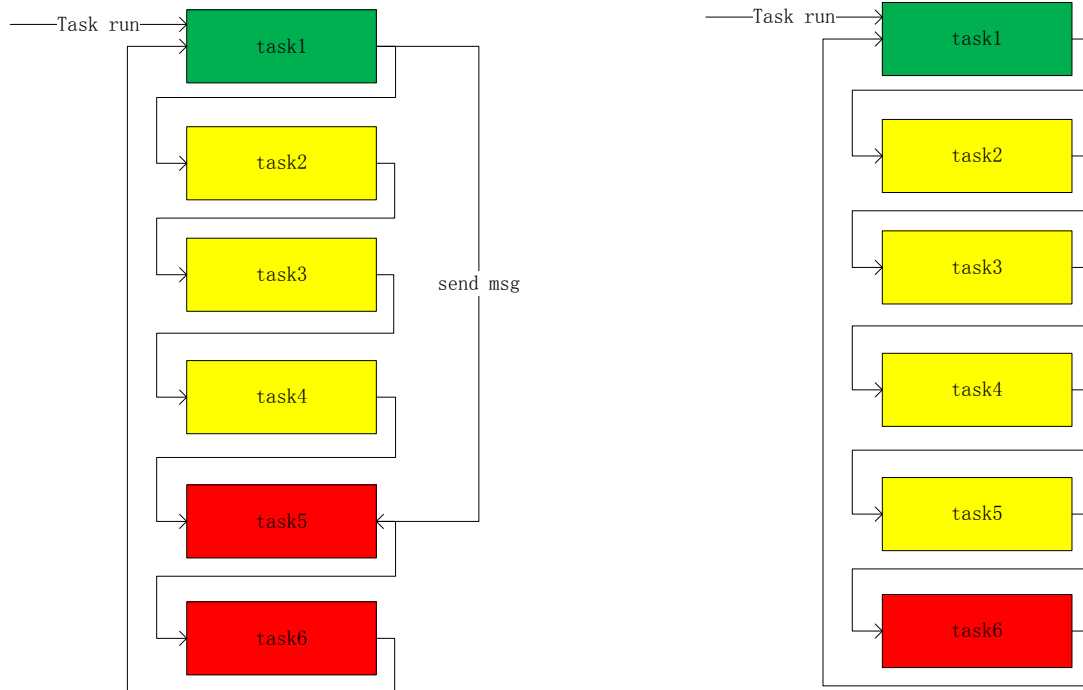 Task run
task1
task2
task3
send msg
task4
task5
task6
Task run
task1
task2
task3
task4
task5
task6